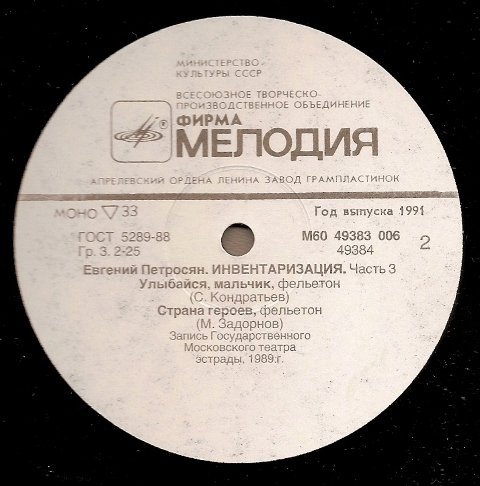 МИНИСТЕРСТВО
КУЛЬТУРЫ СССР
ВСЕСОЮЗНОЕ ТВОРЧЕСКО-
ПРОИЗВОДСТВЕННОЕ ОБЪЕДИНЕНИЕ
ФИРМА
МЕЛОДИЯ
АПРЕЛЕВСКИЙ ОРДЕНА ЛЕНИНА ЗАВОД ГРАМПЛАСТИНОК
МОНО ▽33 Год выпуска 1991
ГОСТ 5289-88 М60 49383 006
Гр. 3. 2-25 49384 2
Евгений Петросян. ИНВЕНТАРИЗАЦИЯ. Часть 3
Улыбайся, мальчик, фельетон
(С. Кондратьев)
Страна героев, фельетон
(М. Задорнов)
Запись Государственного
Московского театра
эстрады, 1989.г.